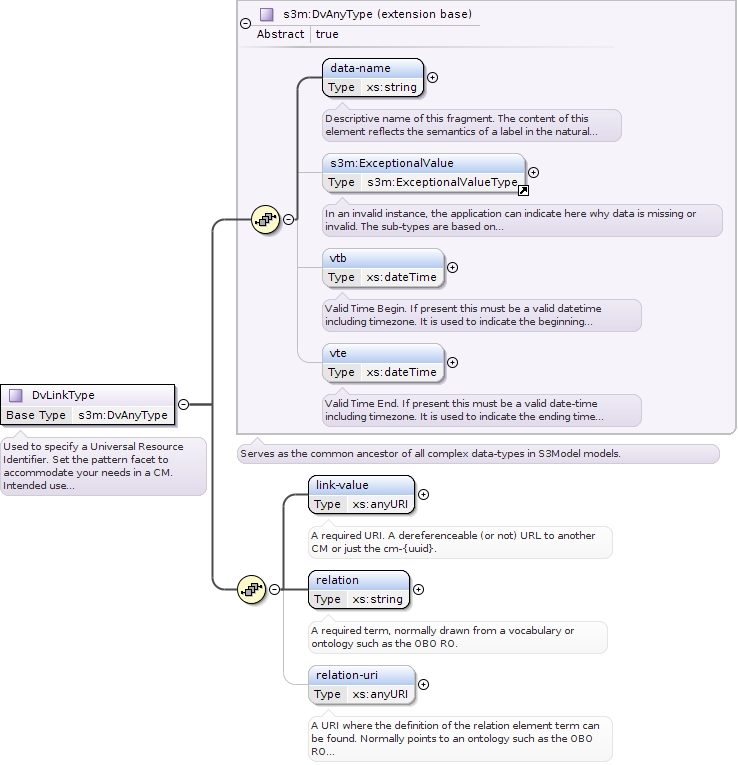 s3m:DvAnyType (extension base)
Abstract true
data-name
Type xs:string
Descriptive name of this fragment. The content of this
element reflects the semantics of a label in the natural...
s3m:ExceptionalValue
Type s3m:ExceptionalValueType
In an invalid instance, the application can indicate here why data is missing or
invalid. The sub-types are based on...
vtb
Type xs:dateTime
Valid Time Begin. If present this must be a valid datetime
including timezone. It is used to indicate the beginning...
vte
Type xs:dateTime
Valid Time End. If present this must be a valid date-time
including timezone. It is used to indicate the ending time...
Serves as the common ancestor of all complex data-types in S3Model models.
DvLinkType
Base Type s3m:DvAnyType
Used to specify a Universal Resource
Identifier. Set the pattern facet to
accommodate your needs in a CM.
Intended use...
link-value
Type xs:anyURI
A required URI. A dereferenceable (or not) URL to another
CM or just the cm-{uuid}.
relation
Type xs:string
A required term, normally drawn from a vocabulary or
ontology such as the OBO RO.
relation-uri
Type xs:anyURI
A URI where the definition of the relation element term can
be found. Normally points to an ontology such as the OBO
RO...